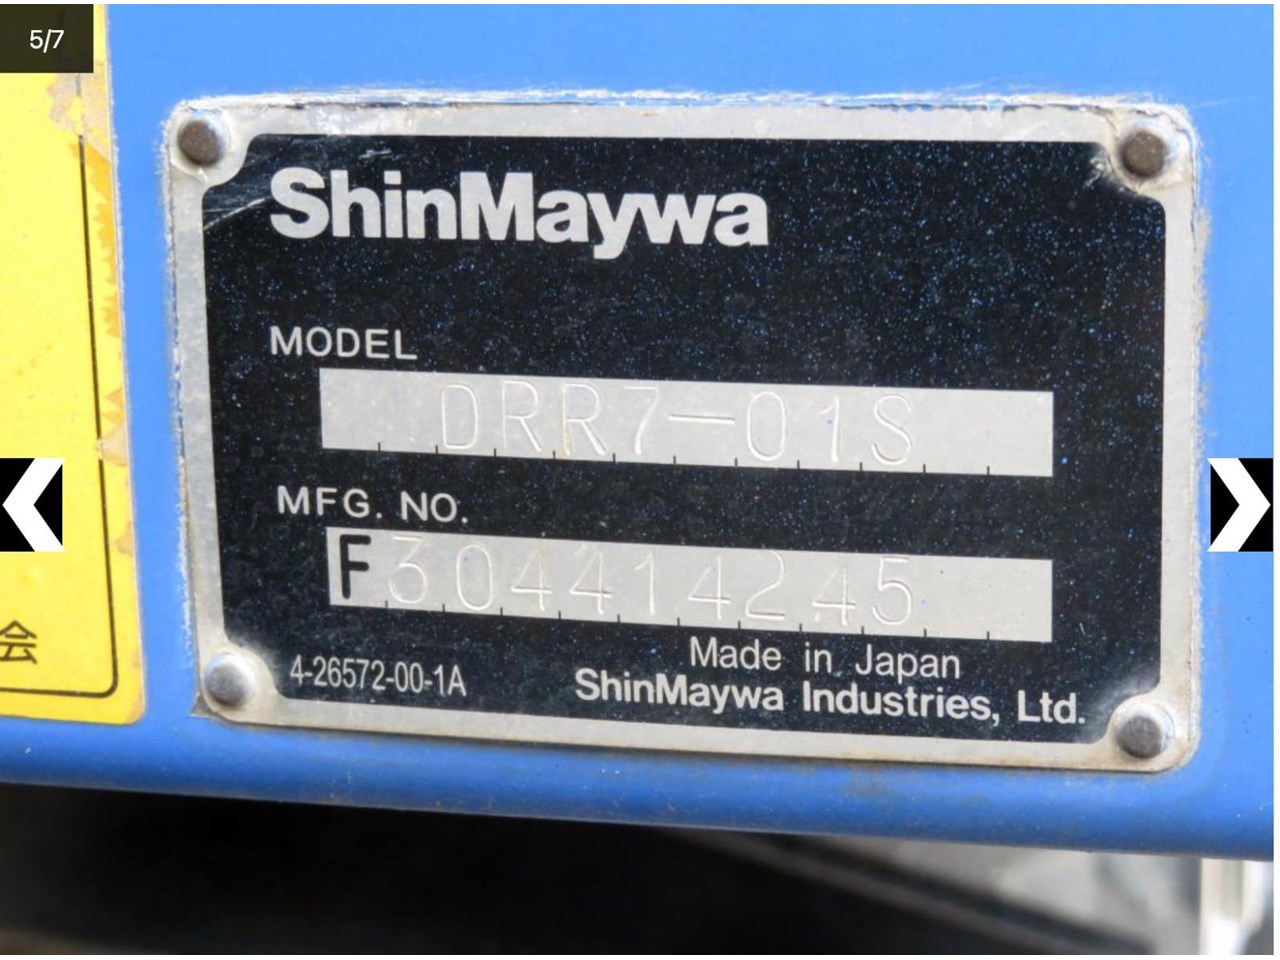 5/7
ShinMaywa
MODEL
DRR7-01S
MFG. NO.
F304414245
Made in Japan
4-26572-00-1A
ShinMaywa Industries, Ltd.
会